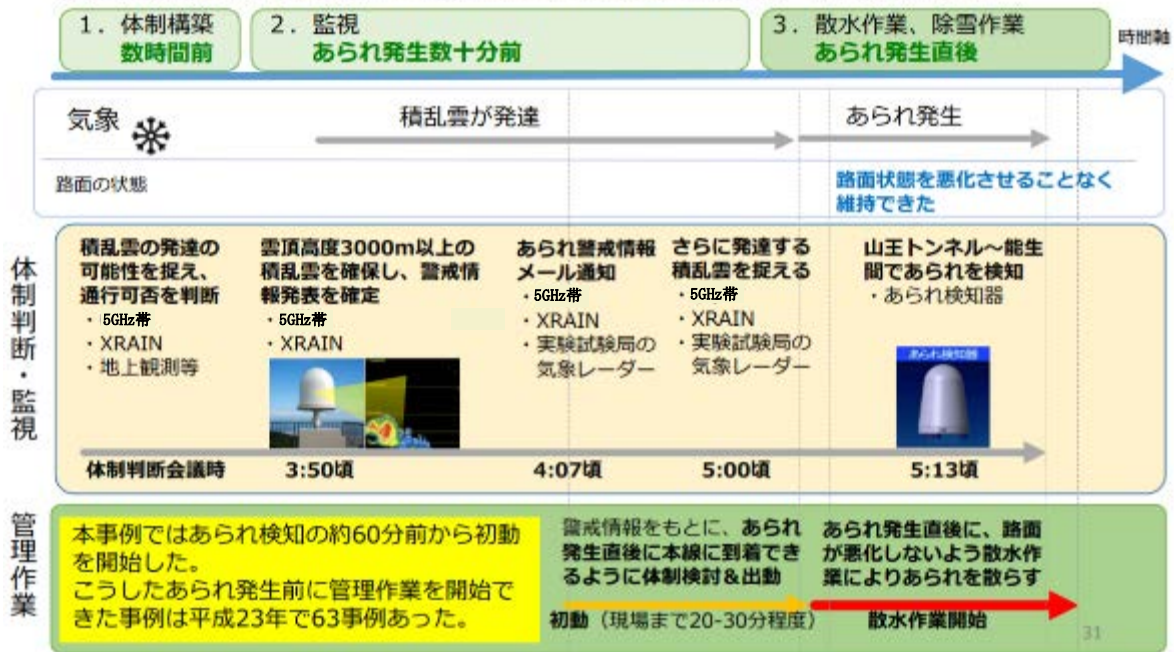 1．体制構築
数時間前
2．監視
あられ発生数十分前
3．散水作業、除雪作業
あられ発生直後
時間軸
気象
積乱雲が発達
あられ発生
路面の状態
路面状態を悪化させることなく
維持できた
体制判断・監視
積乱雲の発達の
可能性を捉え、
通行可否を判断
・5GHz帯
・XRAIN
・地上観測等
雲頂高度3000m以上の
積乱雲を確保し、警戒情
報発表を確定
・5GHz帯
・XRAIN
あられ警戒情報
メール通知
・5GHz帯
・XRAIN
・実験試験局の
気象レーダー
さらに発達する
積乱雲を捉える
・5GHz帯
・XRAIN
・実験試験局の
気象レーダー
山王トンネル～能生
間であられを検知
・あられ検知器
あられ検知器
体制判断会議時
3:50頃
4:07頃
5:00頃
5:13頃
管理作業
本事例ではあられ検知の約60分前から初動
を開始した。
こうしたあられ発生前に管理作業を開始で
きた事例は平成23年で63事例あった。
警戒情報をもとに、あられ
発生直後に本線に到着でき
るように体制検討＆出動
あられ発生直後に、路面
が悪化しないよう散水作
業によりあられを散らす
初動（現場まで20-30分程度）
散水作業開始
31